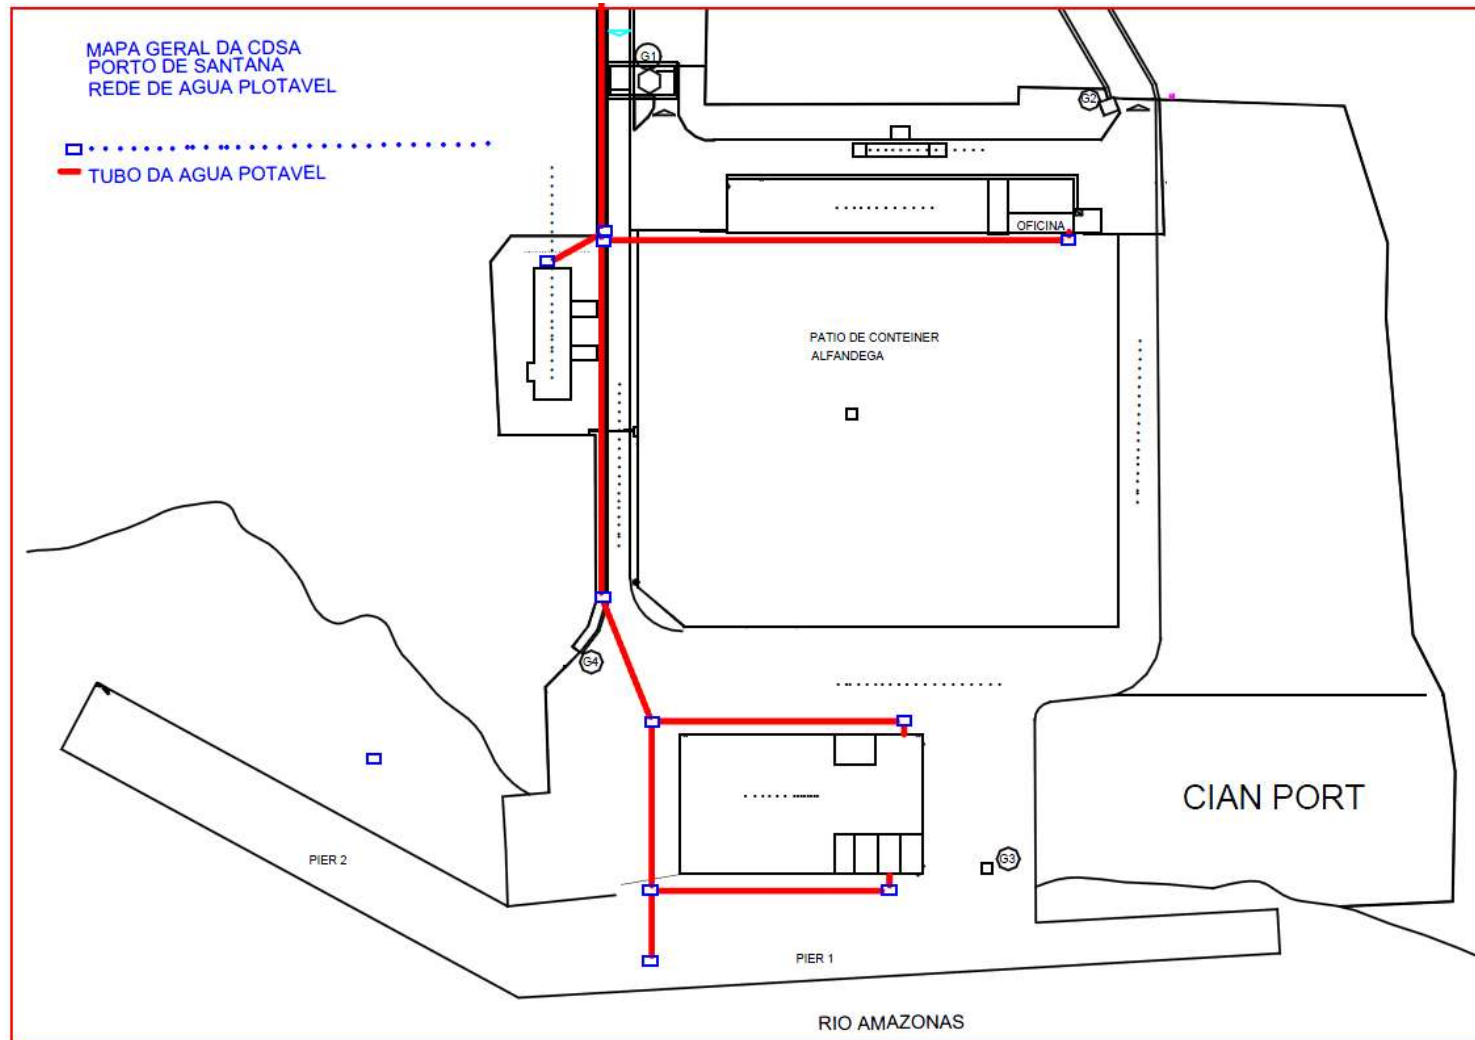 MAPA GERAL DA CDSA
PORTO DE SANTANA
REDE DE AGUA PLOTAVEL
TUBO DA AGUA POTAVEL
G1
G2
OFICINA
PATIO DE CONTEINER
ALFANDEGA
G4
CIAN PORT
G3
PIER 2
PIER 1
RIO AMAZONAS